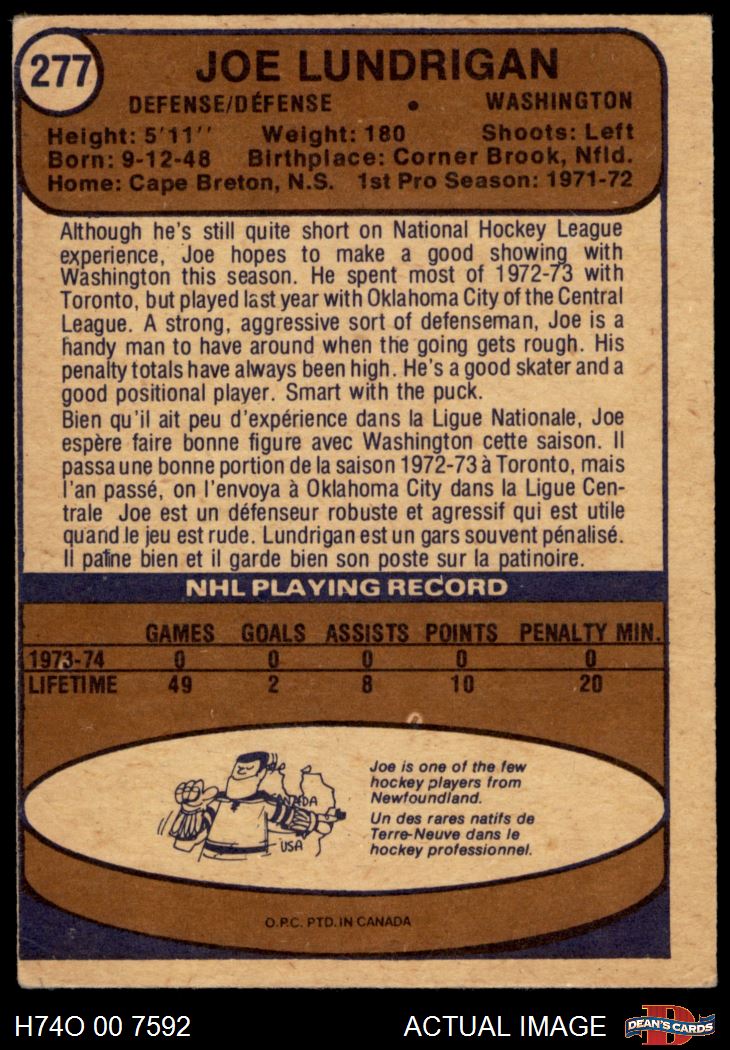 277
JOE LUNDRIGAN
DEFENSE/DÉFENSE • WASHINGTON
Height: 5'11'' Weight: 180 Shoots: Left
Born: 9-12-48 Birthplace: Corner Brook, Nfld.
Home: Cape Breton, N.S. 1st Pro Season: 1971-72
Although he's still quite short on National Hockey League
experience, Joe hopes to make a good showing with
Washington this season. He spent most of 1972-73 with
Toronto, but played last year with Oklahoma City of the Central
League. A strong, aggressive sort of defenseman, Joe is a
handy man to have around when the going gets rough. His
penalty totals have always been high. He's a good skater and a
good positional player. Smart with the puck.
Bien qu'il ait peu d'expérience dans la Ligue Nationale, Joe
espère faire bonne figure avec Washington cette saison. Il
passa une bonne portion de la saison 1972-73 à Toronto, mais
l'an passé, on l'envoya à Oklahoma City dans la Ligue Cen-
trale Joe est un défenseur robuste et agressif qui est utile
quand le jeu est rude. Lundrigan est un gars souvent pénalisé.
Il patine bien et il garde bien son poste sur la patinoire.
NHL PLAYING RECORD
GAMES GOALS ASSISTS POINTS PENALTY MIN.
1973-74 0 0 0 0 0
LIFETIME 49 2 8 10 20
CANADA
USA
Joe is one of the few
hockey players from
Newfoundland.
Un des rares natifs de
Terre-Neuve dans le
hockey professionnel.
O.P.C. PTD. IN CANADA
H74O 00 7592 ACTUAL IMAGE
D
DEAN'S CARDS